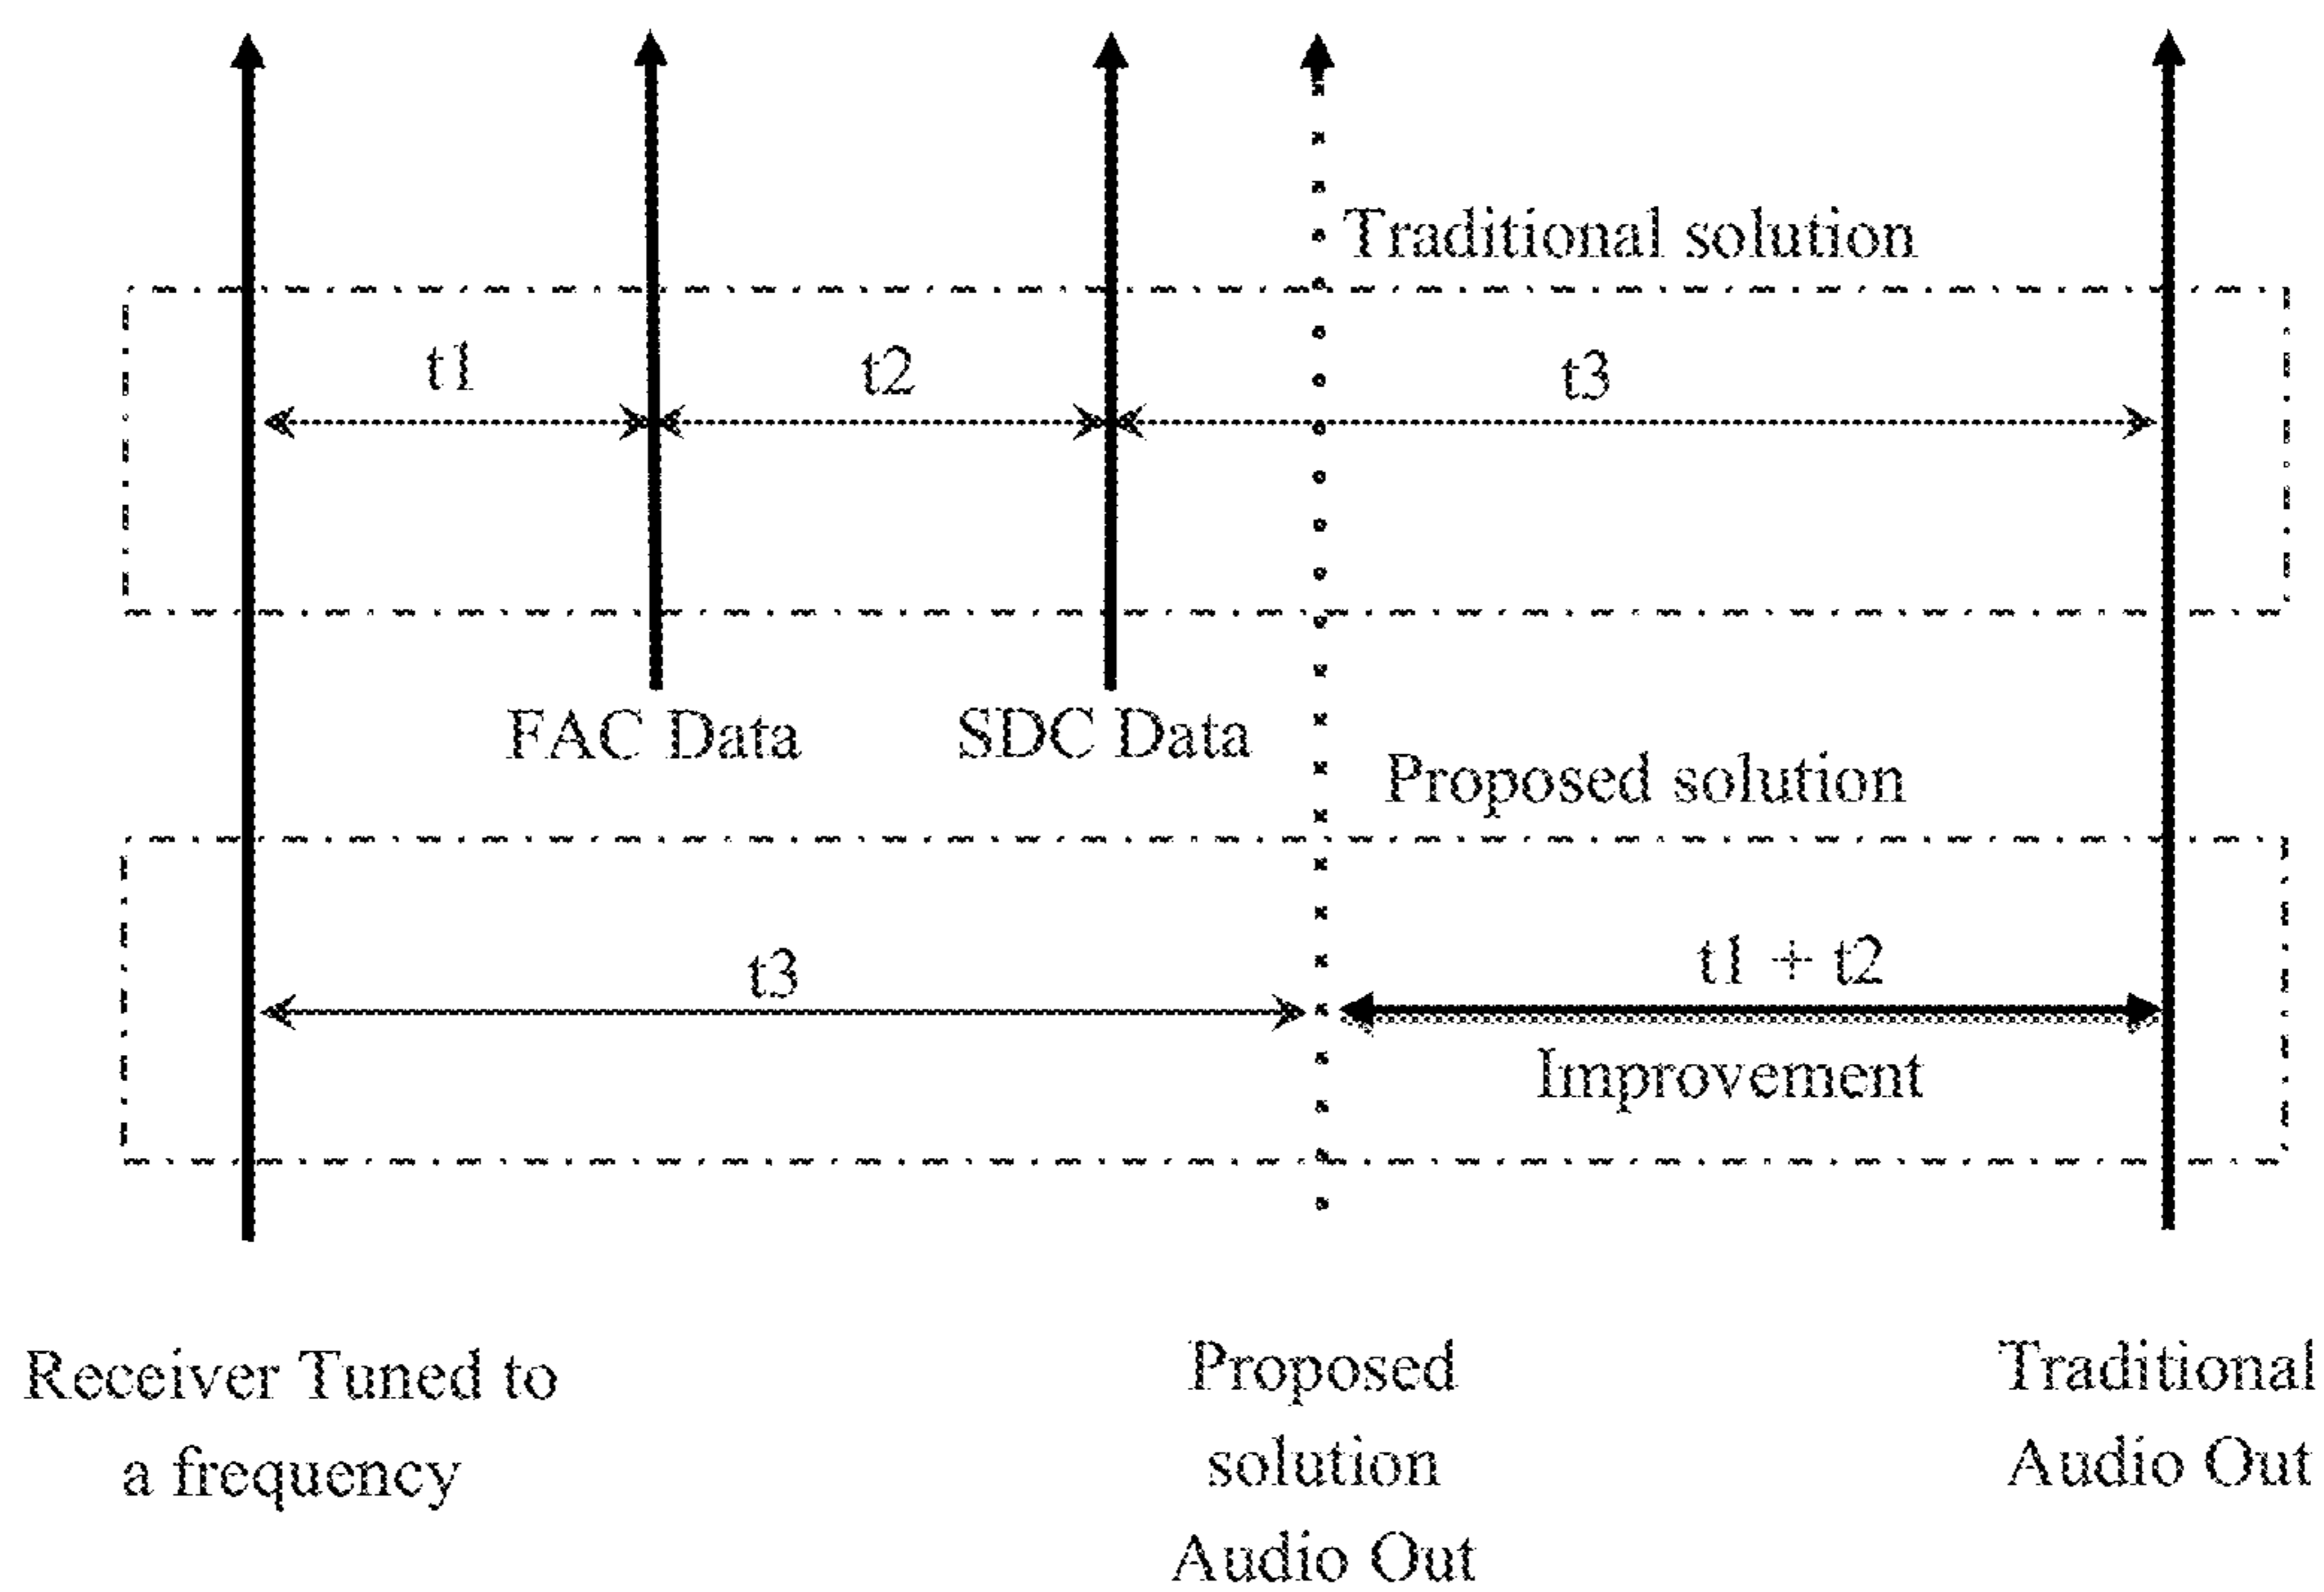 Traditional solution
t1
t2
t3
FAC Data
SDC Data
Proposed solution
t3
t1 + t2
Improvement
Receiver Tuned to
a frequency
Proposed
solution
Audio Out
Traditional
Audio Out